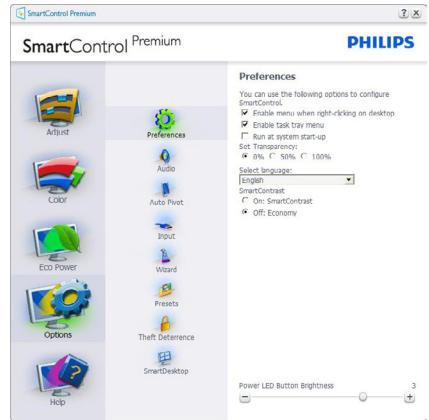 SmartControl Premium
SmartControl Premium
PHILIPS
Adjust
Color
Eco Power
Options
Help
Preferences
Audio
Auto Pivot
Input
Wizard
Presets
Theft Deterrence
SmartDesktop
Preferences
You can use the following options to configure
SmartControl.
Enable menu when right-clicking on desktop
Enable task tray menu
Run at system start-up
Set Transparency:
0% 50% 100%
Select language:
English
SmartContrast
On: SmartContrast
Off: Economy
Power LED Button Brightness 3